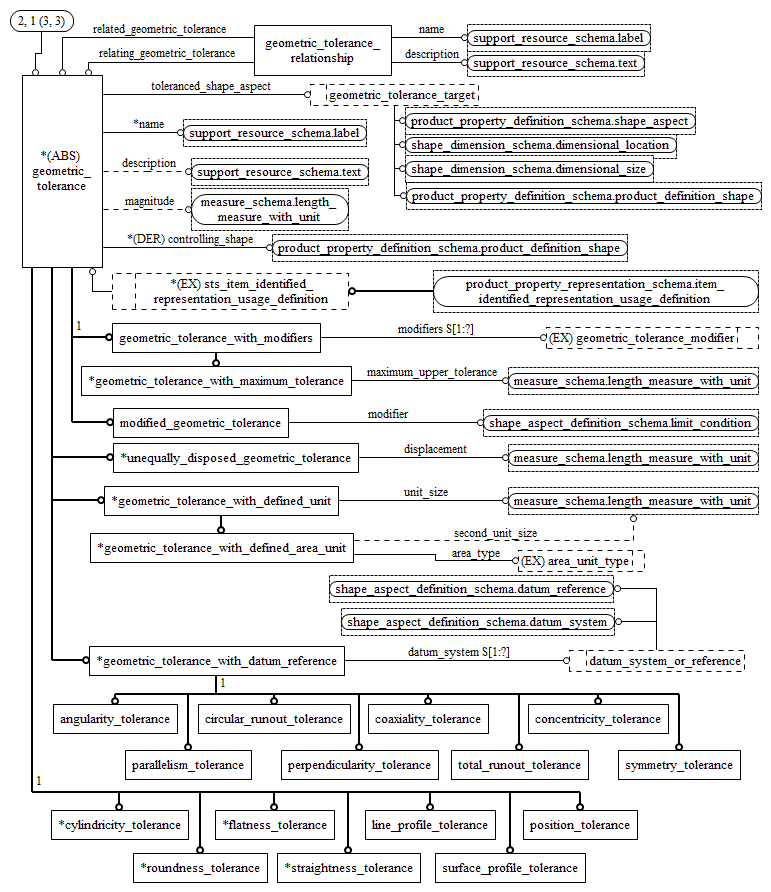 2, 1 (3, 3)
related_geometric_tolerance
relating_geometric_tolerance
geometric_tolerance_
relationship
name
support_resource_schema.label
description
support_resource_schema.text
*(ABS)
geometric_
tolerance
toleranced_shape_aspect
geometric_tolerance_target
product_property_definition_schema.shape_aspect
shape_dimension_schema.dimensional_location
shape_dimension_schema.dimensional_size
product_property_definition_schema.product_definition_shape
*name
support_resource_schema.label
description
support_resource_schema.text
magnitude
measure_schema.length_
measure_with_unit
*(DER) controlling_shape
product_property_definition_schema.product_definition_shape
*(EX) sts_item_identified_
representation_usage_definition
product_property_representation_schema.item_
identified_representation_usage_definition
1
geometric_tolerance_with_modifiers
modifiers S[1:?]
(EX) geometric_tolerance_modifier
*geometric_tolerance_with_maximum_tolerance
maximum_upper_tolerance
measure_schema.length_measure_with_unit
modified_geometric_tolerance
modifier
shape_aspect_definition_schema.limit_condition
*unequally_disposed_geometric_tolerance
displacement
measure_schema.length_measure_with_unit
*geometric_tolerance_with_defined_unit
unit_size
measure_schema.length_measure_with_unit
*geometric_tolerance_with_defined_area_unit
second_unit_size
area_type
(EX) area_unit_type
shape_aspect_definition_schema.datum_reference
shape_aspect_definition_schema.datum_system
*geometric_tolerance_with_datum_reference
datum_system S[1:?]
datum_system_or_reference
1
angularity_tolerance
circular_runout_tolerance
coaxiality_tolerance
concentricity_tolerance
parallelism_tolerance
perpendicularity_tolerance
total_runout_tolerance
symmetry_tolerance
1
*cylindricity_tolerance
*flatness_tolerance
line_profile_tolerance
position_tolerance
*roundness_tolerance
*straightness_tolerance
surface_profile_tolerance